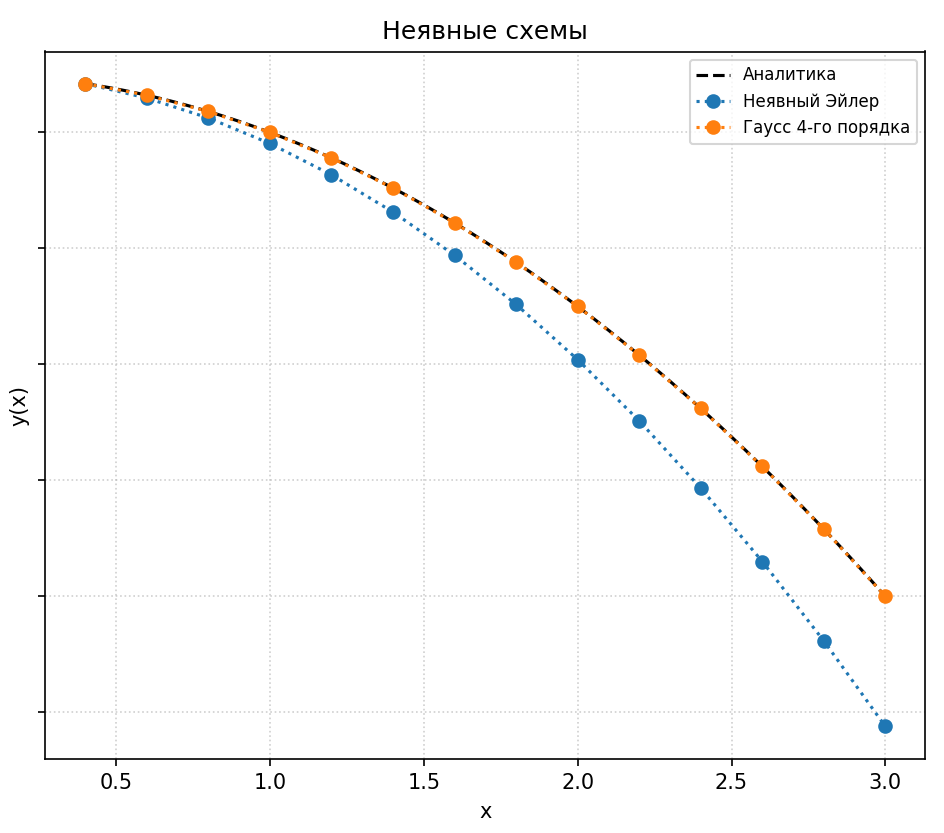 Неявные схемы
Аналитика
Неявный Эйлер
Гаусс 4-го порядка
y(x)
0.5 1.0 1.5 2.0 2.5 3.0
x